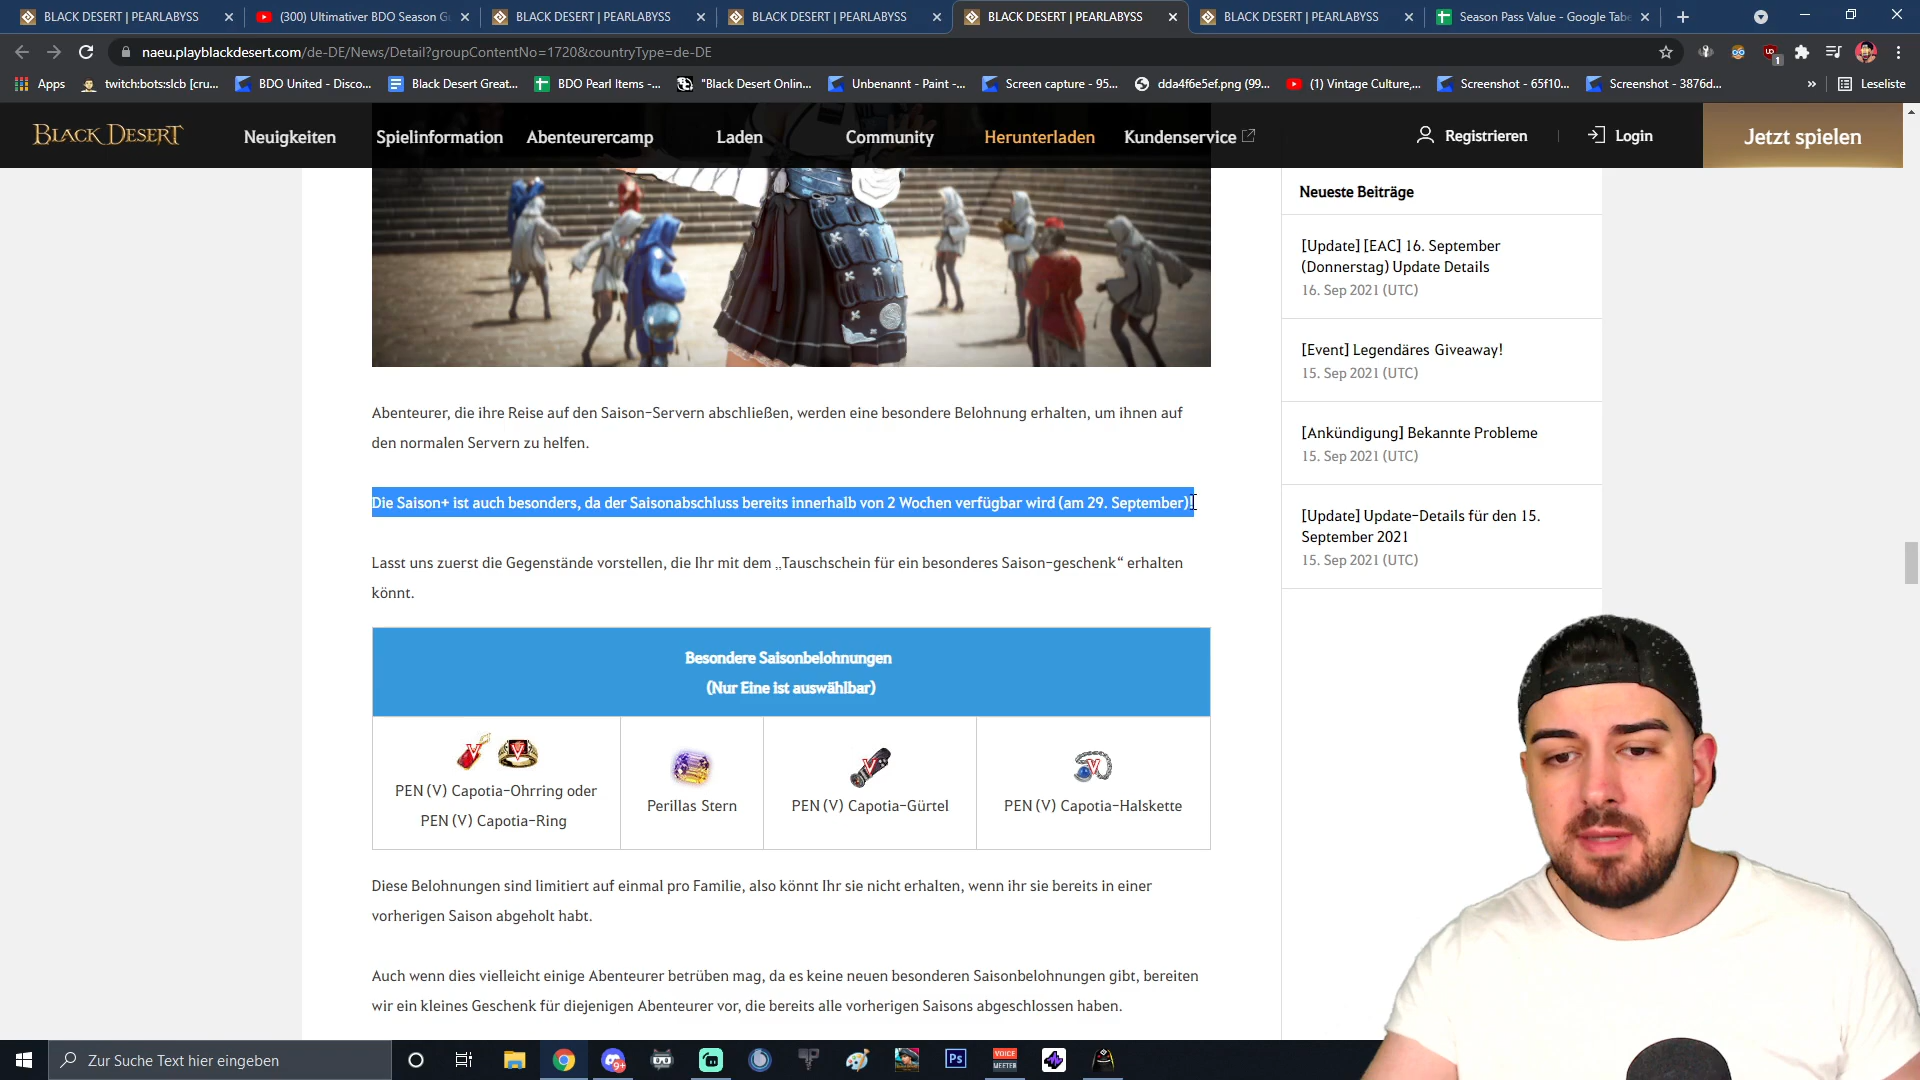 BLACK DESERT | PEARLABYSS
(300) Ultimativer BDO Season G
BLACK DESERT | PEARLABYSS
BLACK DESERT | PEARLABYSS
BLACK DESERT | PEARLABYSS
BLACK DESERT | PEARLABYSS
Season Pass Value - Google Tabe
naeu.playblackdesert.com/de-DE/News/Detail?groupContentNo=1720&countryType=de-DE
Apps
twitch:bots:slcb [cru...
BDO United - Disco...
Black Desert Great...
BDO Pearl Items -...
"Black Desert Onlin...
Unbenannt - Paint -...
Screen capture - 95...
dda4f6e5ef.png (99...
(1) Vintage Culture,...
Screenshot - 65f10...
Screenshot - 3876d...
»
Leseliste
BLACK DESERT
Neuigkeiten
Spielinformation
Abenteurercamp
Laden
Community
Herunterladen
Kundenservice
Registrieren
Login
Jetzt spielen
Abenteurer, die ihre Reise auf den Saison-Servern abschließen, werden eine besondere Belohnung erhalten, um ihnen auf
den normalen Servern zu helfen.
Die Saison+ ist auch besonders, da der Saisonabschluss bereits innerhalb von 2 Wochen verfügbar wird (am 29. September).
Lasst uns zuerst die Gegenstände vorstellen, die Ihr mit dem „Tauschschein für ein besonderes Saison-geschenk“ erhalten
könnt.
Besondere Saisonbelohnungen
(Nur Eine ist auswählbar)
PEN (V) Capotia-Ohrring oder
PEN (V) Capotia-Ring
Perillas Stern
PEN (V) Capotia-Gürtel
PEN (V) Capotia-Halskette
Diese Belohnungen sind limitiert auf einmal pro Familie, also könnt Ihr sie nicht erhalten, wenn ihr sie bereits in einer
vorherigen Saison abgeholt habt.
Auch wenn dies vielleicht einige Abenteurer betrüben mag, da es keine neuen besonderen Saisonbelohnungen gibt, bereiten
wir ein kleines Geschenk für diejenigen Abenteurer vor, die bereits alle vorherigen Saisons abgeschlossen haben.
Neueste Beiträge
[Update] [EAC] 16. September
(Donnerstag) Update Details
16. Sep 2021 (UTC)
[Event] Legendäres Giveaway!
15. Sep 2021 (UTC)
[Ankündigung] Bekannte Probleme
15. Sep 2021 (UTC)
[Update] Update-Details für den 15.
September 2021
15. Sep 2021 (UTC)
Zur Suche Text hier eingeben
9+
Ps
VOICE
MEETER